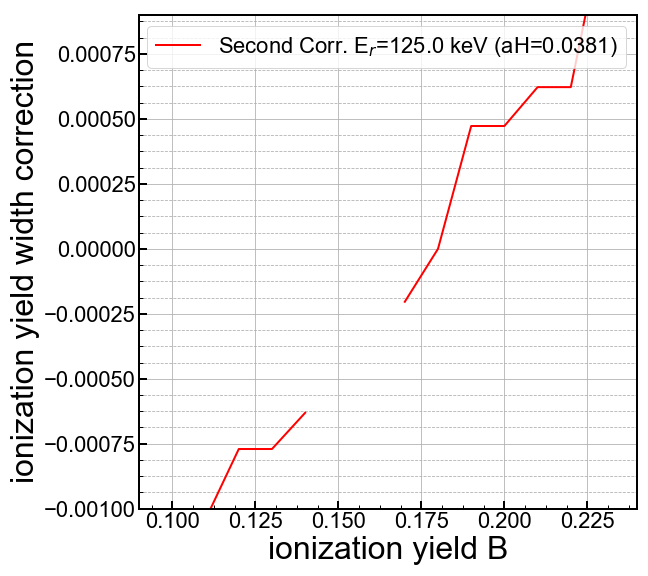 Second Corr. Eᵣ=125.0 keV (aH=0.0381)
ionization yield width correction
0.00075
0.00050
0.00025
0.00000
−0.00025
−0.00050
−0.00075
−0.00100
0.100 0.125 0.150 0.175 0.200 0.225
ionization yield B